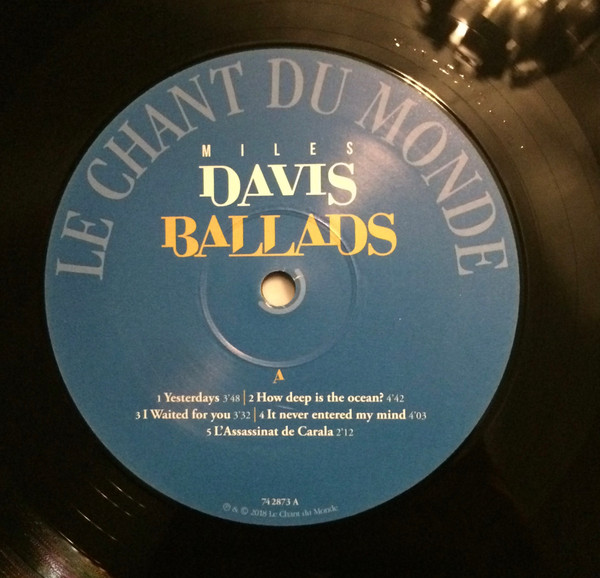 LE CHANT DU MONDE
MILES
DAVIS
BALLADS
A
1 Yesterdays 3'48 | 2 How deep is the ocean? 4'42
3 I Waited for you 3'32 | 4 It never entered my mind 4'03
5 L'Assassinat de Carala 2'12
74 2873 A
℗ & © 2018 Le Chant du Monde